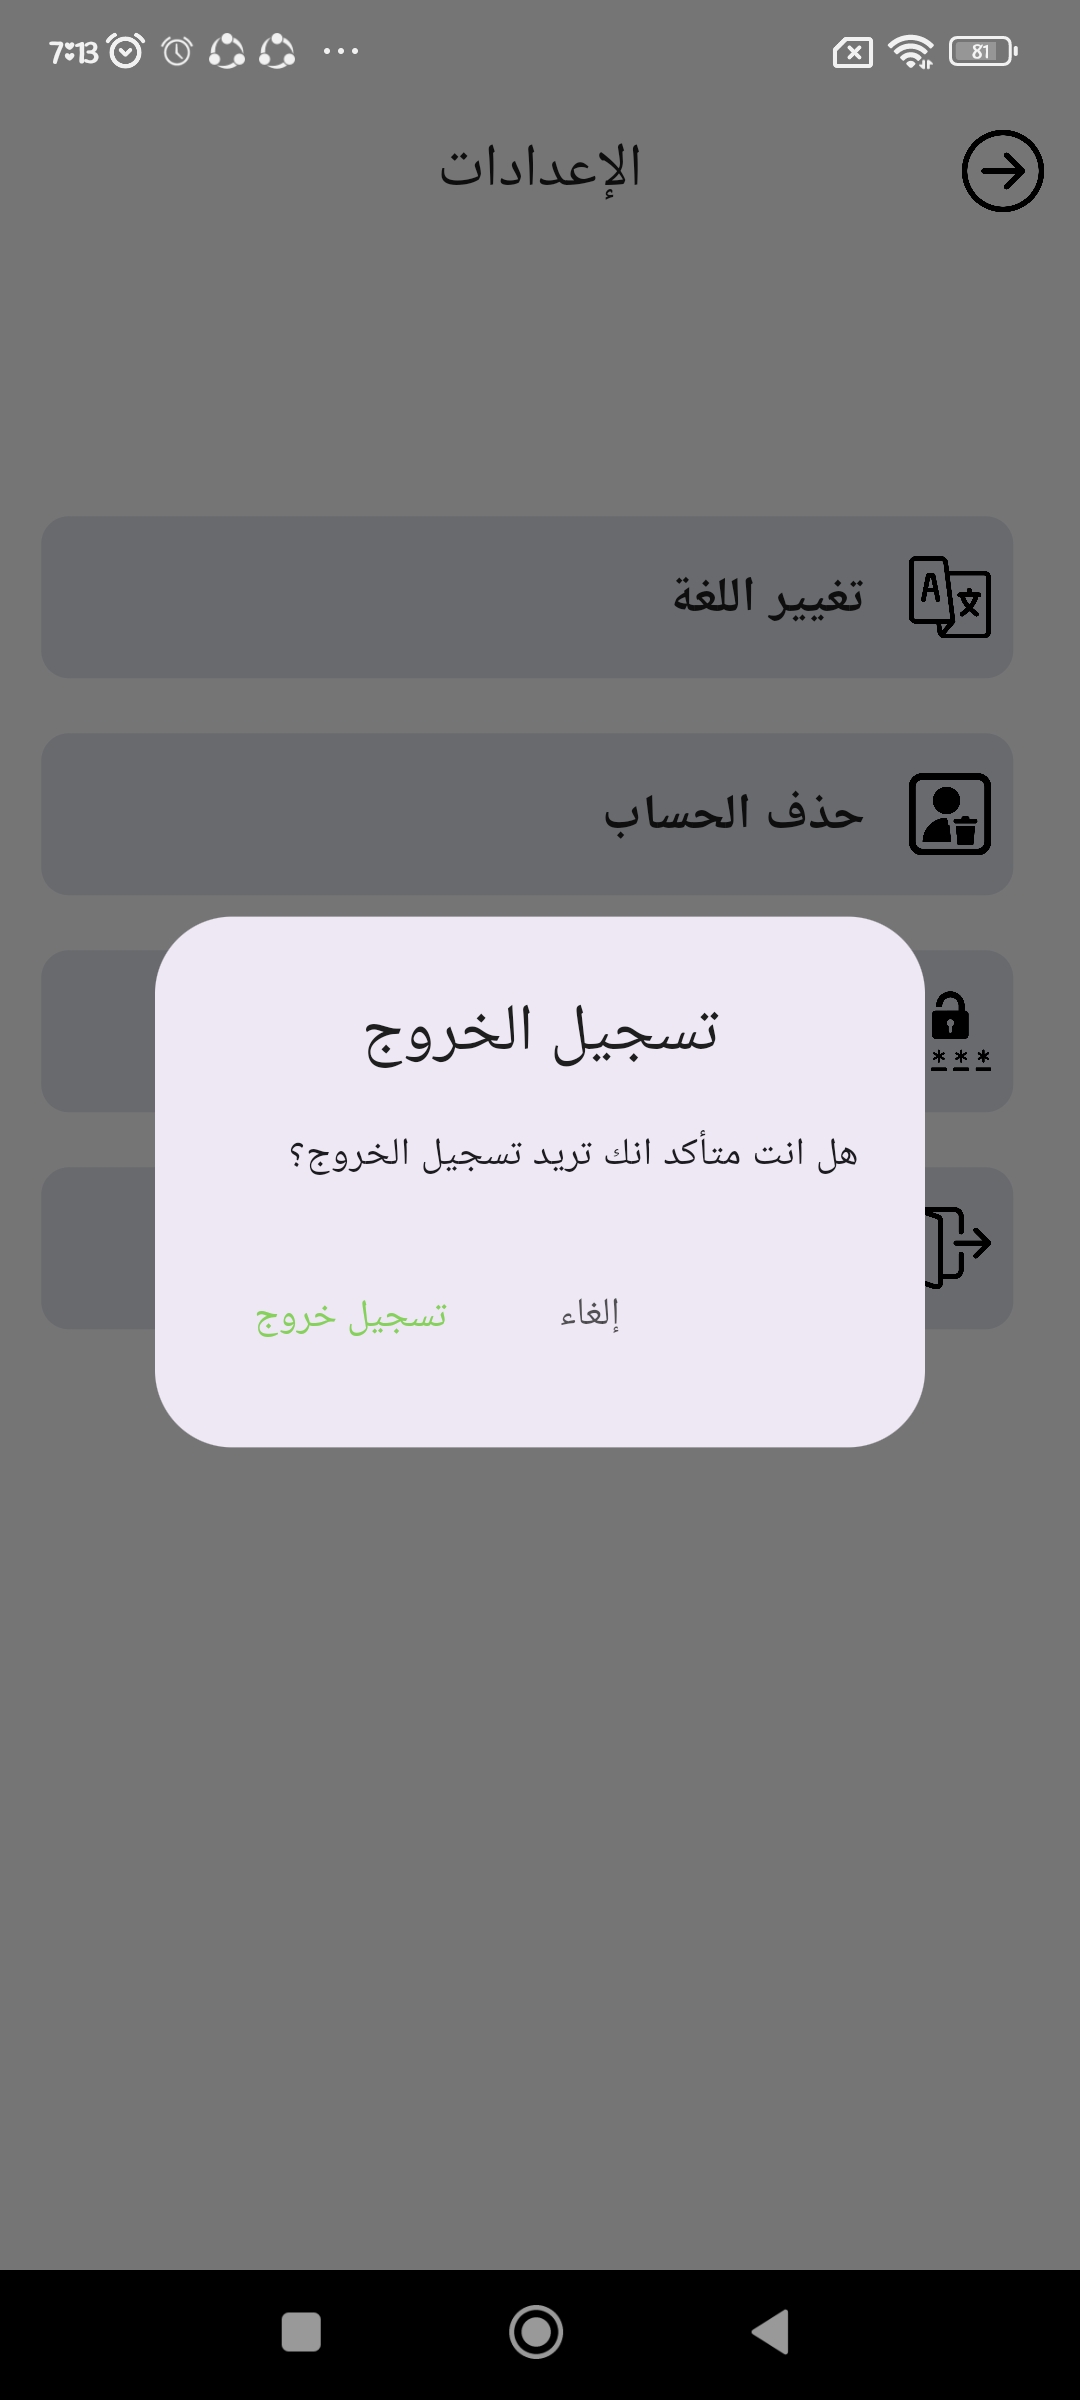 7:13
81
الإعدادات
تغيير اللغة
حذف الحساب
تسجيل الخروج
هل انت متأكد انك تريد تسجيل الخروج؟
إلغاء
تسجيل خروج